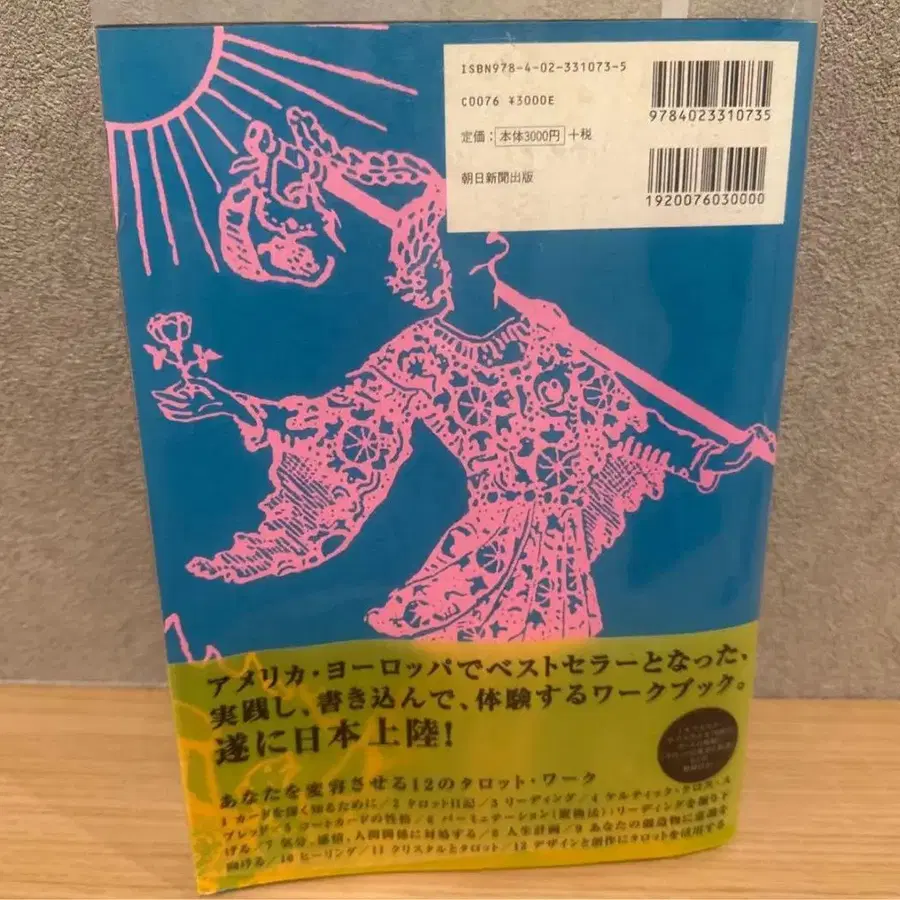 ISBN978-4-02-331073-5
C0076 ¥3000E
定価：本体3000円＋税
朝日新聞出版
9784023310735
1920076030000
アメリカ・ヨーロッパでベストセラーとなった、
実践し、書き込んで、体験するワークブック。
遂に日本上陸！
あなたを変容させる12のタロット・ワーク
1 カードを深く知るために／2 タロット日記／3 リーディング／4 ケルティック・クロス・ス
プレッド／5 コートカードの性格／6 パーミュテーション（置換法）：リーディングを掘り下
げる／7 気分、感情、人間関係に対処する／8 人生計画／9 あなたの創造物に意識を
向ける／10 ヒーリング／11 クリスタルとタロット／12 デザインと創作にタロットを活用する